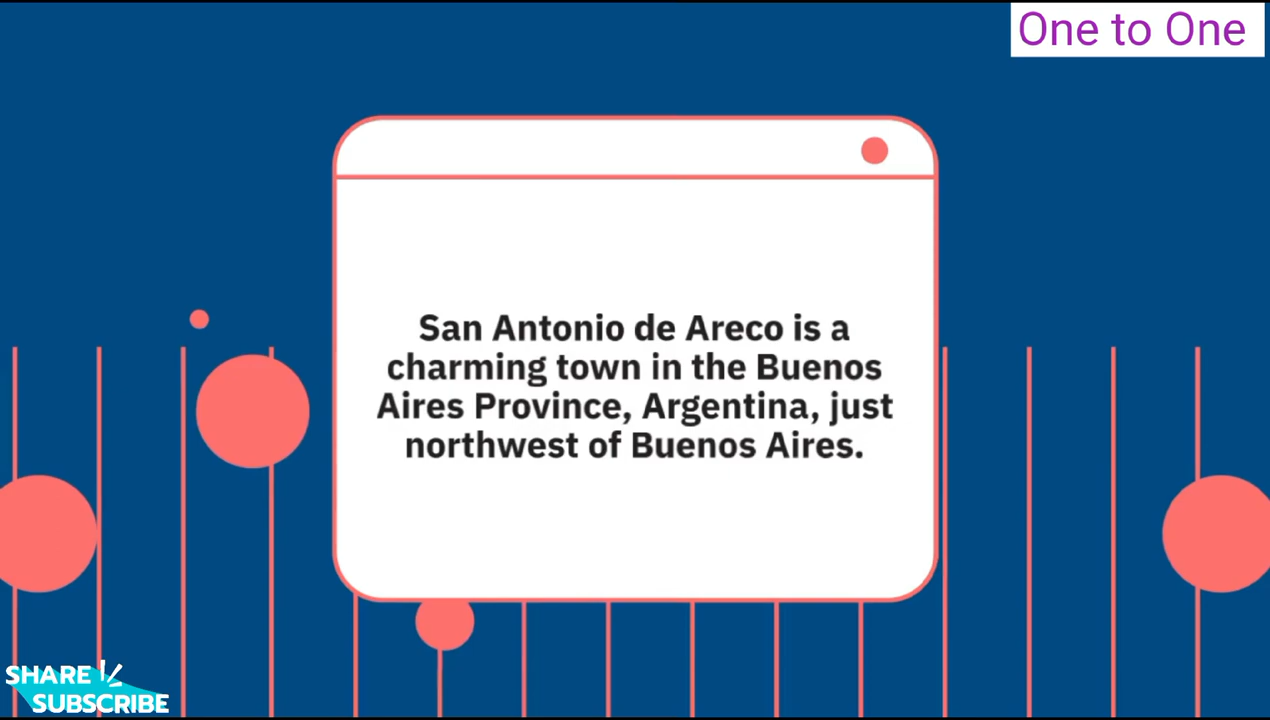 One to One
San Antonio de Areco is a
charming town in the Buenos
Aires Province, Argentina, just
northwest of Buenos Aires.
SHARE
SUBSCRIBE